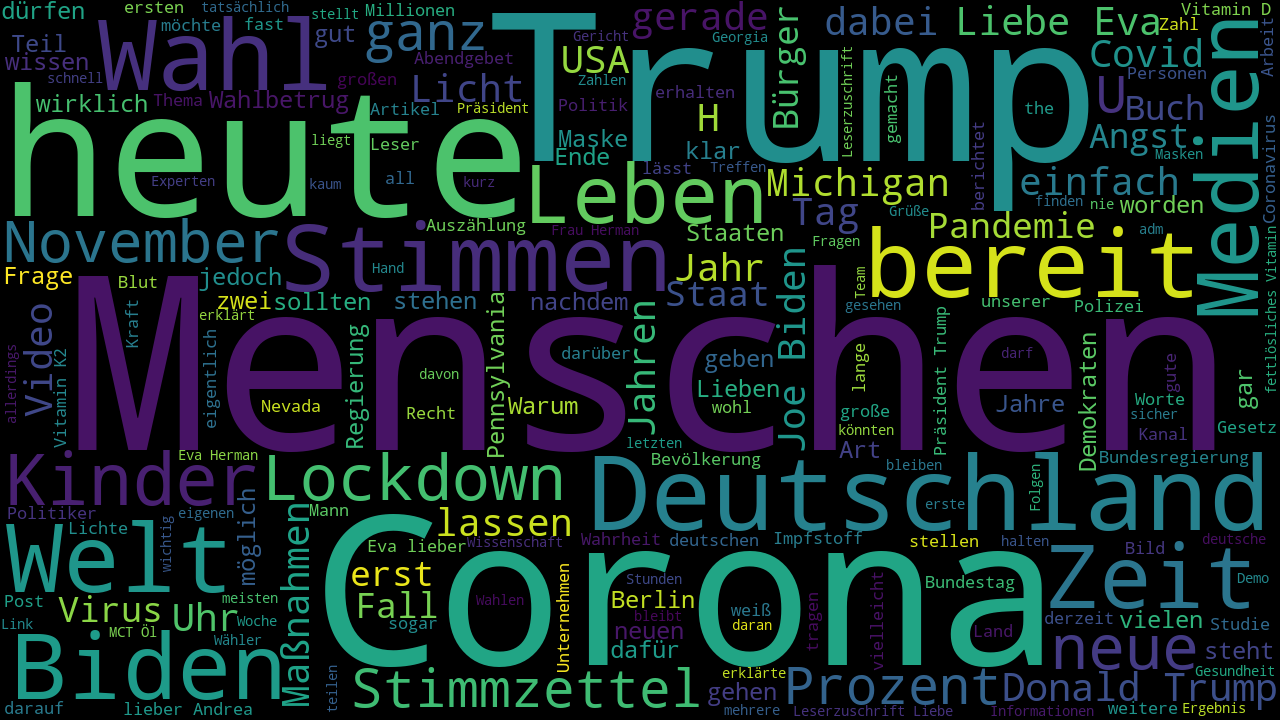 dürfen
ersten
tatsächlich
stellt
Millionen
möchte
fast
Wahl
gut
ganz
Trump
gerade
dabei
Liebe Eva
Vitamin D
Zahl
Teil
wissen
schnell
Abendgebet
großen
USA
Gericht
Georgia
Bürger
Covid
Personen
Arbeit
Medien
wirklich
Thema
Wahlbetrug
Licht
Artikel
Präsident
Zahlen
Politik
erhalten
H
Leserzuschrift
gemacht
the
U
Buch
heute
liegt
Leser
Maske
Ende
klar
berichtet
Angst
Masken
Coronavirus
Experten
kaum
all
kurz
lässt
Treffen
Michigan
einfach
finden
nie
worden
Leben
Tag
Grüße
November
Stimmen
Auszählung
Frau Herman
Staaten
Fragen
Pandemie
adm
Frage
Blut
jedoch
Hand
Jahr
Joe Biden
Team
bereit
fettlösliches Vitamin
zwei
sollten
stehen
nachdem
Staat
gesehen
unserer
Polizei
erklärt
Video
Kraft
eigentlich
Menschen
Regierung
Pennsylvania
darüber
Jahren
geben
lange
Präsident Trump
darf
Demokraten
gute
gar
allerdings
Vitamin K2
davon
Nevada
Recht
Warum
Lieben
wohl
große
Jahre
Worte
sicher
könnten
Kanal
Gesetz
letzten
Art
Kinder
Eva Herman
Lockdown
Bevölkerung
bleiben
Bundesregierung
Deutschland
Folgen
erste
Politiker
eigenen
möglich
Mann
lassen
Welt
Lichte
wichtig
Maßnahmen
Corona
Eva lieber
Wissenschaft
Wahrheit
deutschen
Impfstoff
stellen
halten
Bild
deutsche
Zeit
erst
Unternehmen
Stunden
Bundestag
Demo
Post
Virus
Uhr
meisten
Woche
Fall
Wahlen
Berlin
weiß
tragen
vielleicht
derzeit
vielen
Studie
Link
MCT Öl
Wähler
sogar
bleibt
neuen
daran
Land
Biden
dafür
neue
steht
teilen
Stimmzettel
erklärte
gehen
Prozent
Donald Trump
Gesundheit
darauf
lieber Andrea
mehrere
Leserzuschrift Liebe
Informationen
weitere
Ergebnis